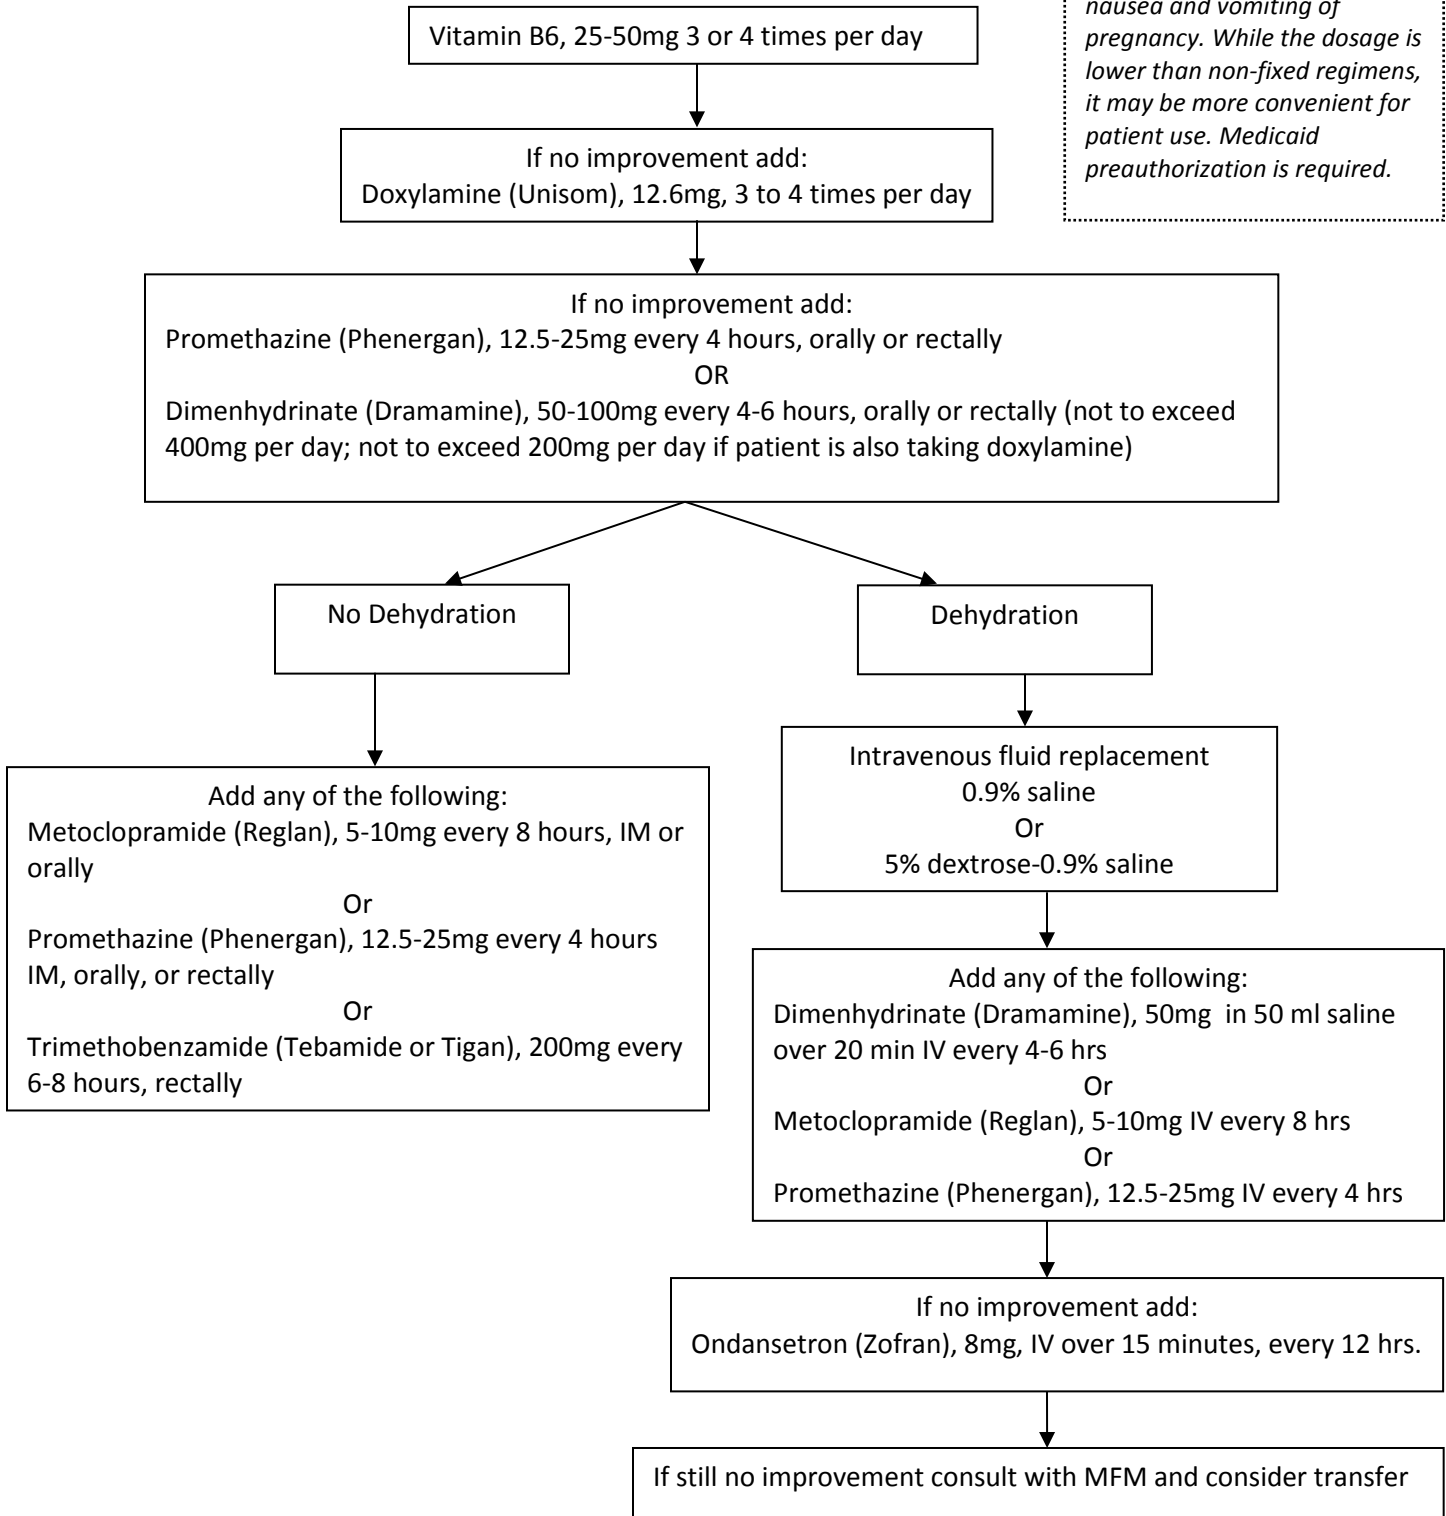 Vitamin B6, 25-50mg 3 or 4 times per day
nausea and vomiting of
pregnancy. While the dosage is
lower than non-fixed regimens,
it may be more convenient for
patient use. Medicaid
preauthorization is required.
If no improvement add:
Doxylamine (Unisom), 12.6mg, 3 to 4 times per day
If no improvement add:
Promethazine (Phenergan), 12.5-25mg every 4 hours, orally or rectally
OR
Dimenhydrinate (Dramamine), 50-100mg every 4-6 hours, orally or rectally (not to exceed
400mg per day; not to exceed 200mg per day if patient is also taking doxylamine)
No Dehydration
Add any of the following:
Metoclopramide (Reglan), 5-10mg every 8 hours, IM or
orally
Or
Promethazine (Phenergan), 12.5-25mg every 4 hours
IM, orally, or rectally
Or
Trimethobenzamide (Tebamide or Tigan), 200mg every
6-8 hours, rectally
Dehydration
Intravenous fluid replacement
0.9% saline
Or
5% dextrose-0.9% saline
Add any of the following:
Dimenhydrinate (Dramamine), 50mg  in 50 ml saline
over 20 min IV every 4-6 hrs
Or
Metoclopramide (Reglan), 5-10mg IV every 8 hrs
Or
Promethazine (Phenergan), 12.5-25mg IV every 4 hrs
If no improvement add:
Ondansetron (Zofran), 8mg, IV over 15 minutes, every 12 hrs.
If still no improvement consult with MFM and consider transfer